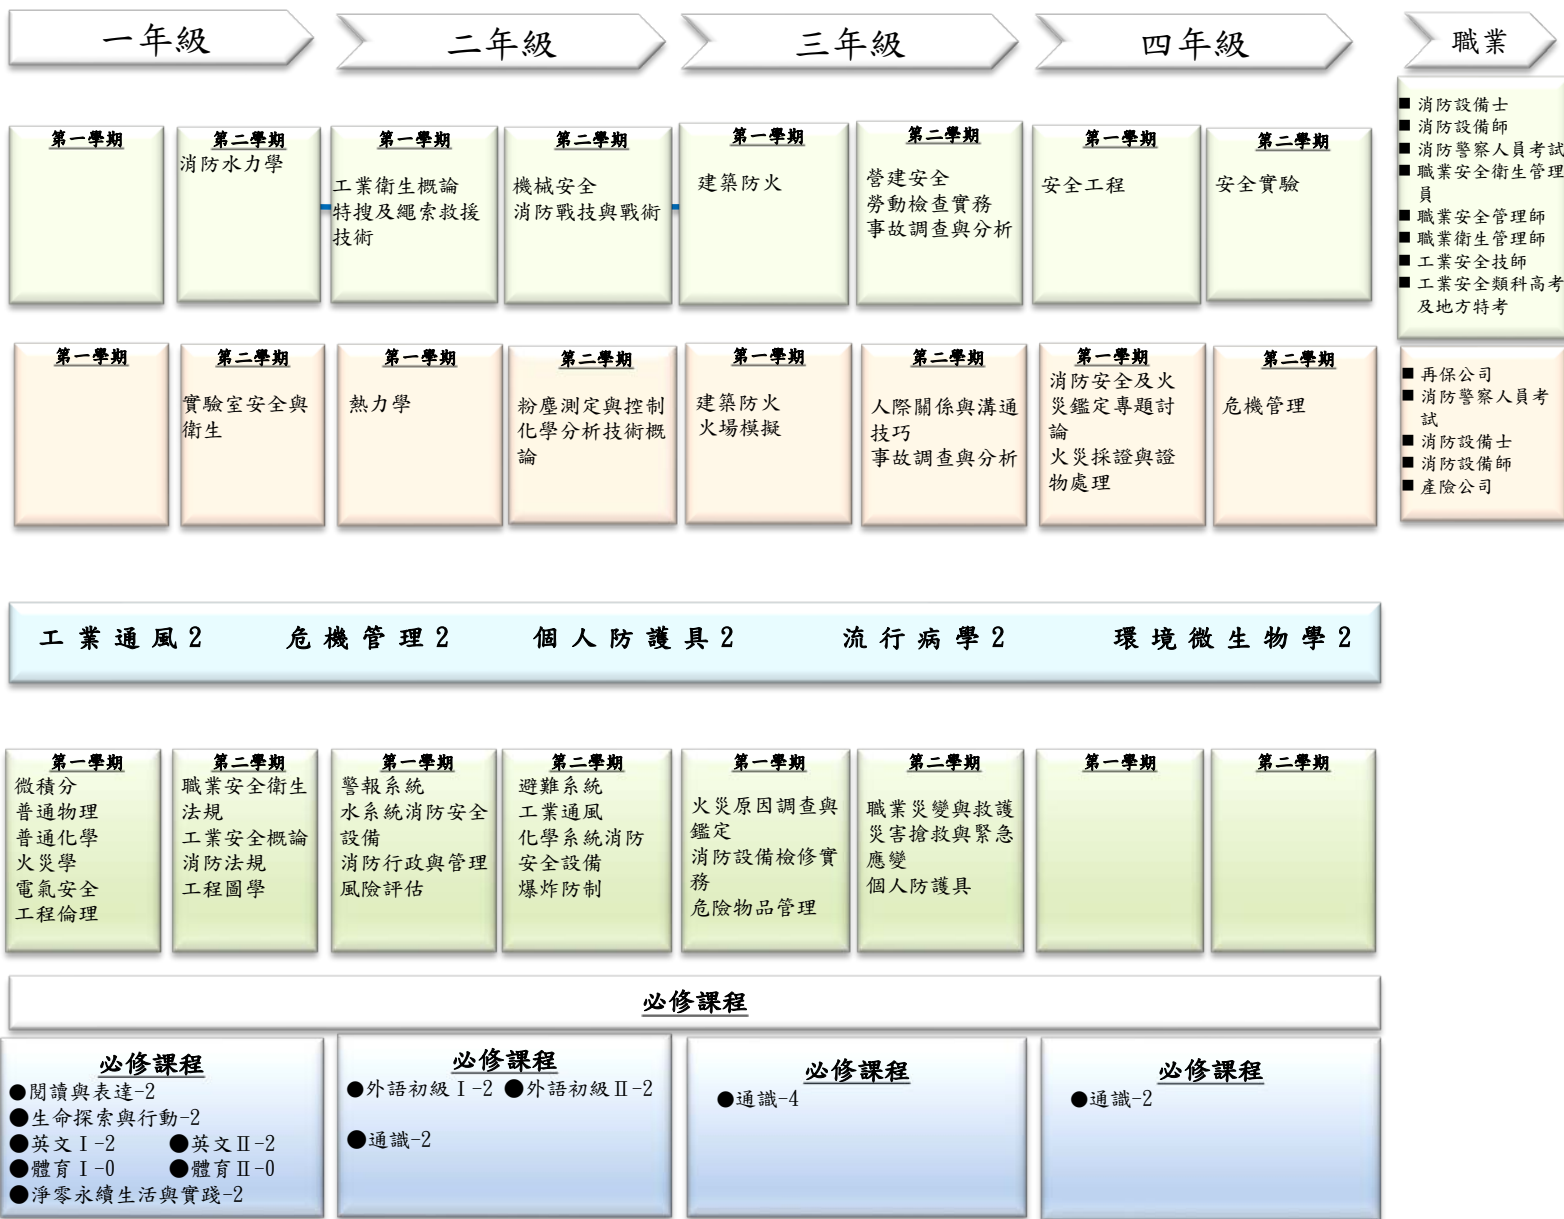 一年級
二年級
三年級
四年級
職業
第一學期
第二學期
消防水力學
第一學期
工業衛生概論
特搜及繩索救援
技術
第二學期
機械安全
消防戰技與戰術
第一學期
建築防火
第二學期
營建安全
勞動檢查實務
事故調查與分析
第一學期
安全工程
第二學期
安全實驗
■ 消防設備士
■ 消防設備師
■ 消防警察人員考試
■ 職業安全衛生管理
員
■ 職業安全管理師
■ 職業衛生管理師
■ 工業安全技師
■ 工業安全類科高考
及地方特考
第一學期
第二學期
實驗室安全與
衛生
第一學期
熱力學
第二學期
粉塵測定與控制
化學分析技術概
論
第一學期
建築防火
火場模擬
第二學期
人際關係與溝通
技巧
事故調查與分析
第一學期
消防安全及火
災鑑定專題討
論
火災採證與證
物處理
第二學期
危機管理
■ 再保公司
■ 消防警察人員考
試
■ 消防設備士
■ 消防設備師
■ 產險公司
工業通風2 危機管理2 個人防護具2 流行病學2 環境微生物學2
第一學期
微積分
普通物理
普通化學
火災學
電氣安全
工程倫理
第二學期
職業安全衛生
法規
工業安全概論
消防法規
工程圖學
第一學期
警報系統
水系統消防安全
設備
消防行政與管理
風險評估
第二學期
避難系統
工業通風
化學系統消防
安全設備
爆炸防制
第一學期
火災原因調查與
鑑定
消防設備檢修實
務
危險物品管理
第二學期
職業災變與救護
災害搶救與緊急
應變
個人防護具
第一學期
第二學期
必修課程
必修課程
●閱讀與表達-2
●生命探索與行動-2
●英文Ⅰ-2 ●英文Ⅱ-2
●體育Ⅰ-0 ●體育Ⅱ-0
●淨零永續生活與實踐-2
必修課程
●外語初級Ⅰ-2 ●外語初級Ⅱ-2
●通識-2
必修課程
●通識-4
必修課程
●通識-2